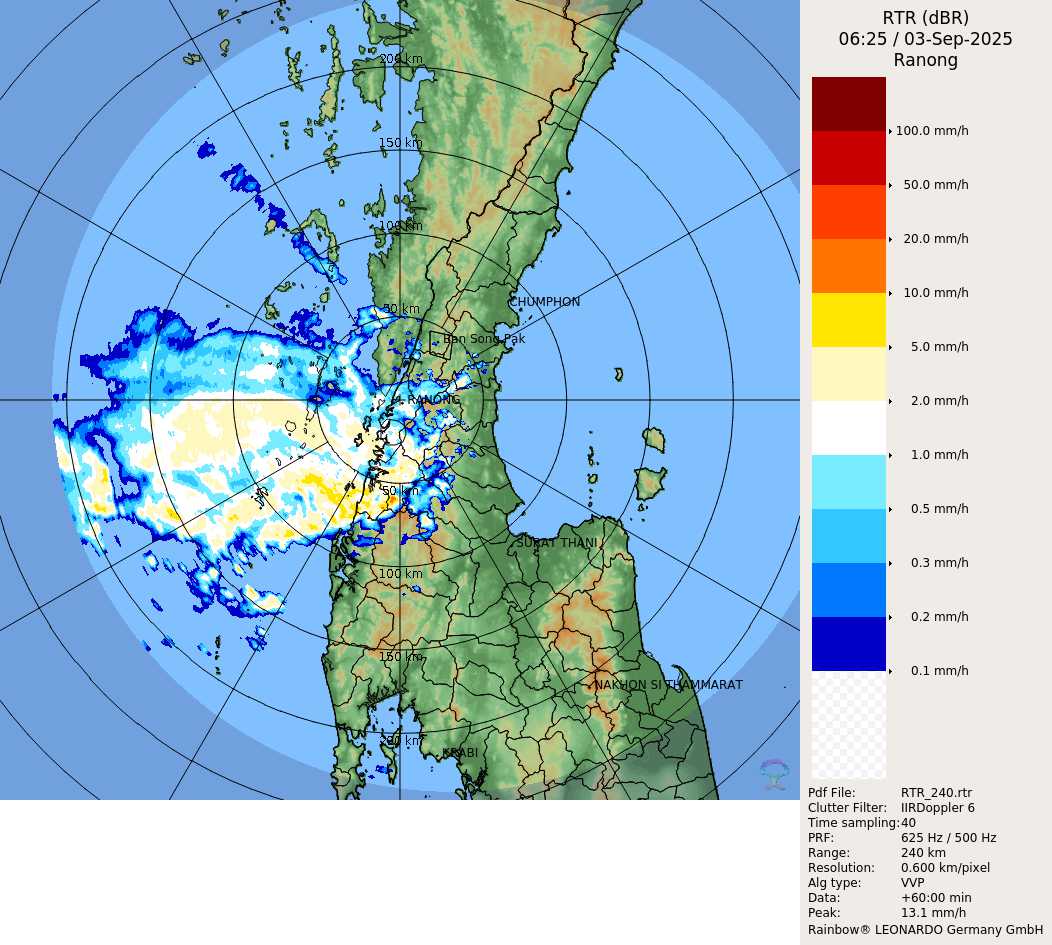 RTR (dBR)
06:25 / 03-Sep-2025
Ranong
200 km
150 km
100 km
50 km
CHUMPHON
Ban Song Pak
RANONG
50 km
SURAT THANI
100 km
150 km
NAKHON SI THAMMARAT
200 km
KRABI
100.0 mm/h
50.0 mm/h
20.0 mm/h
10.0 mm/h
5.0 mm/h
2.0 mm/h
1.0 mm/h
0.5 mm/h
0.3 mm/h
0.2 mm/h
0.1 mm/h
Pdf File: RTR_240.rtr
Clutter Filter: IIRDoppler 6
Time sampling:40
PRF: 625 Hz / 500 Hz
Range: 240 km
Resolution: 0.600 km/pixel
Alg type: VVP
Data: +60:00 min
Peak: 13.1 mm/h
Rainbow® LEONARDO Germany GmbH